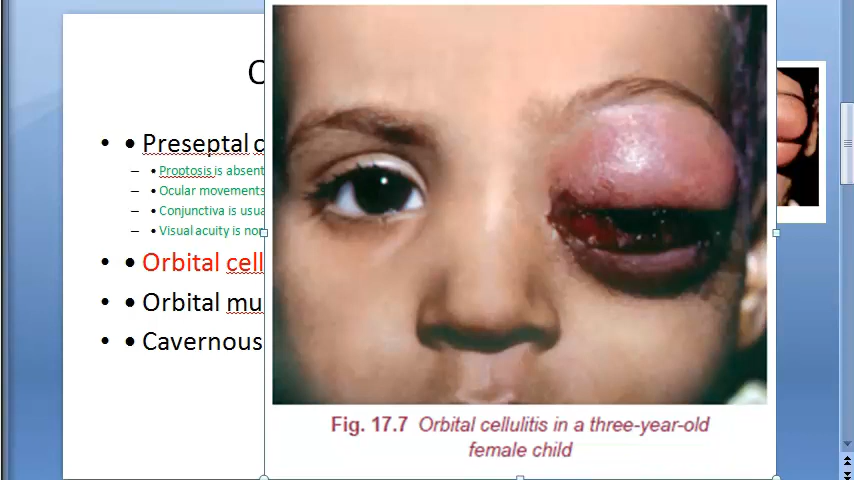 • • Preseptal c
– • Proptosis is absent
– • Ocular movements
– • Conjunctiva is usua
– • Visual acuity is nor
• • Orbital cell
• • Orbital mu
• • Cavernous
Fig. 17.7 Orbital cellulitis in a three-year-old
female child